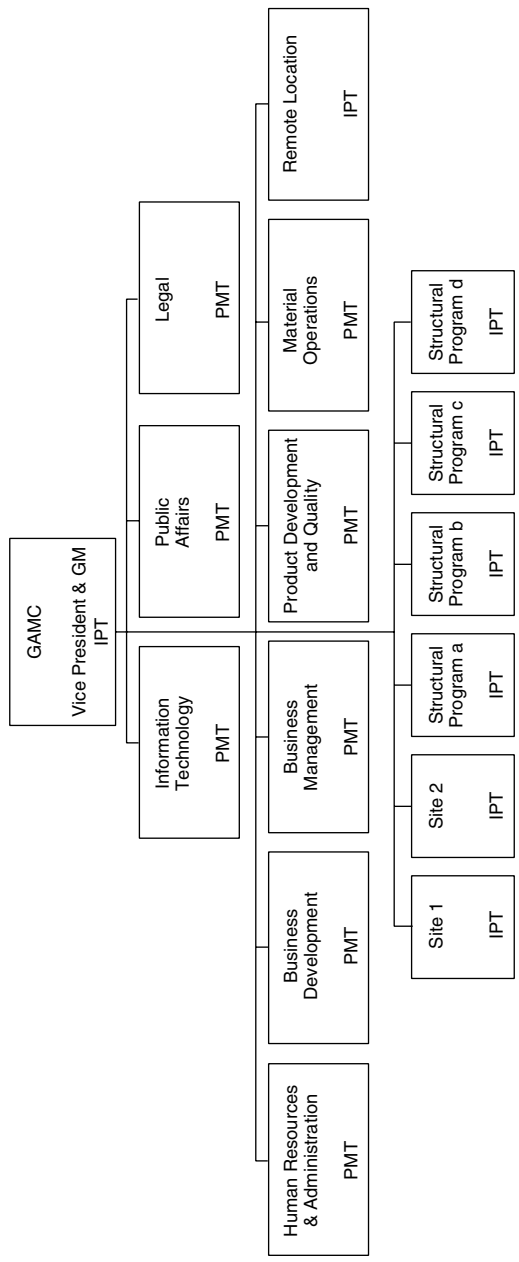 GAMC
Vice President & GM
IPT
Information
Technology
PMT
Public
Affairs
PMT
Legal
PMT
Human Resources
& Administration
PMT
Business
Development
PMT
Business
Management
PMT
Product Development
and Quality
PMT
Material
Operations
PMT
Remote Location
IPT
Site 1
IPT
Site 2
IPT
Structural
Program a
IPT
Structural
Program b
IPT
Structural
Program c
IPT
Structural
Program d
IPT